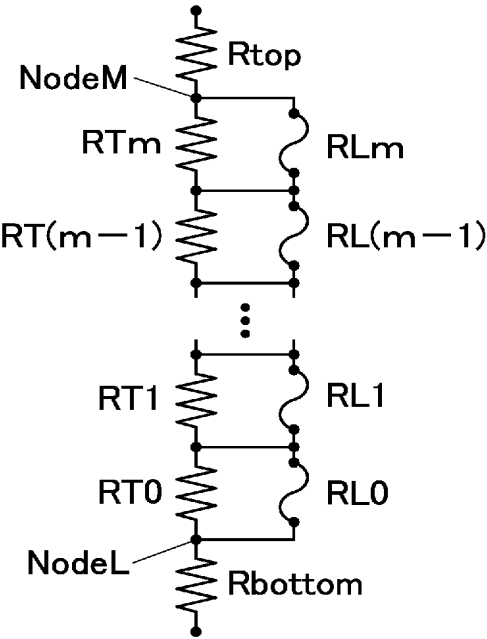 Rtop
NodeM
RTm RLm
RT(m−1) RL(m−1)
RT1 RL1
RT0 RL0
NodeL
Rbottom